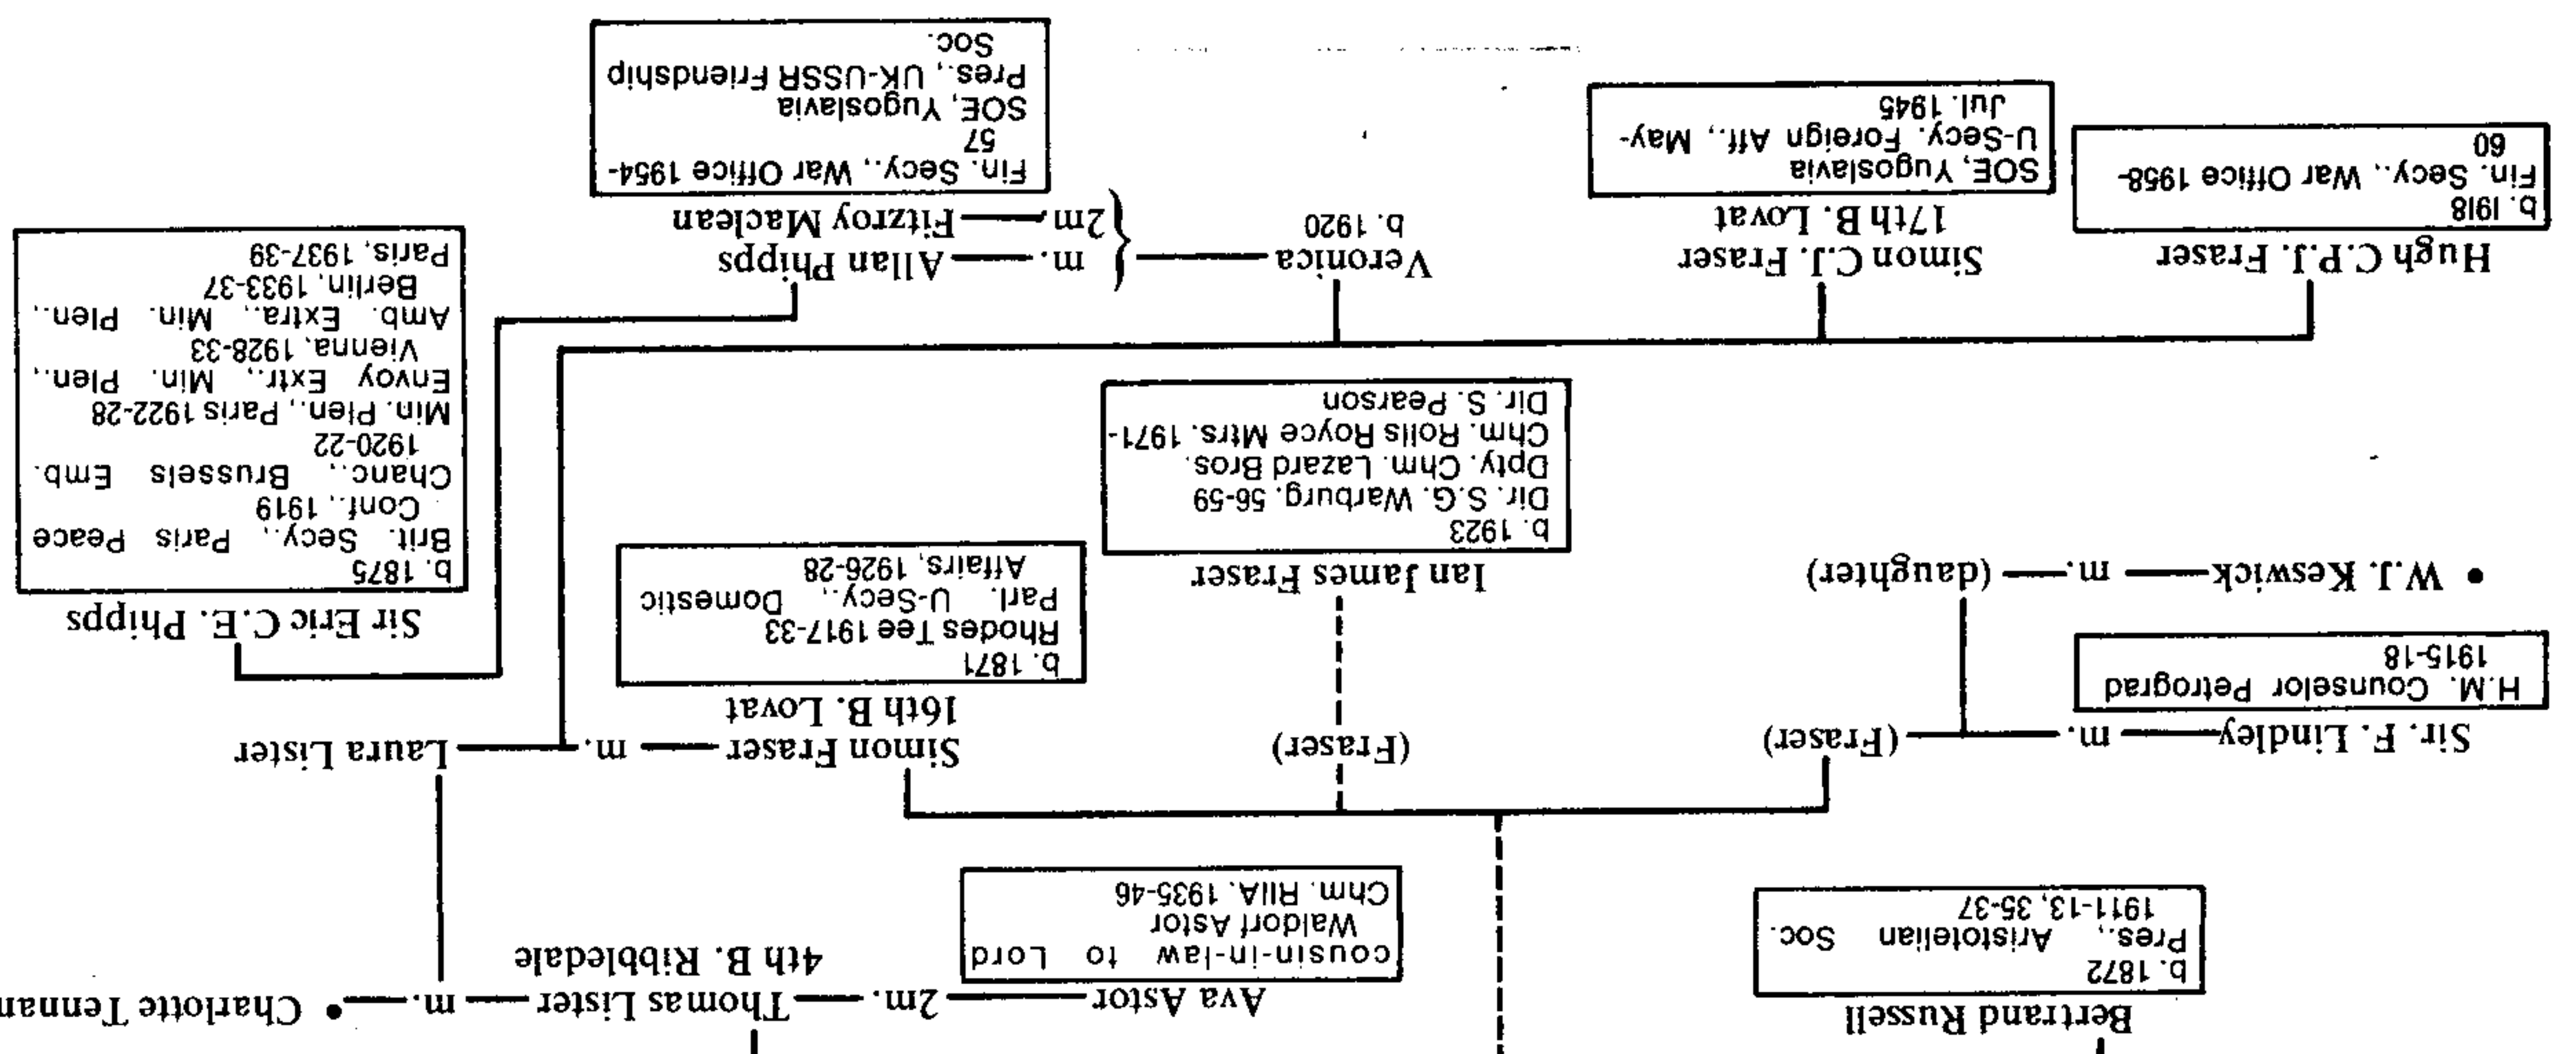 Bertrand Russell
b. 1872
Pres., Aristotelian Soc.
1911-13, 35-37
Ava Astor — 2m. — Thomas Lister — m. — • Charlotte Tennan
4th B. Ribbledale
cousin-in-law to Lord
Waldorf Astor
Chm. RIIA. 1935-46
Sir. F. Lindley — m. — (Fraser)
H.M. Counselor Petrograd
1915-18
(Fraser)
Simon Fraser — m. — Laura Lister
16th B. Lovat
b. 1871
Rhodes Tee 1917-33
Parl. U-Secy., Domestic
Affairs, 1926-28
• W.J. Keswick — m. — (daughter)
Ian James Fraser
b. 1923
Dir. S.G. Warburg. 56-59
Dpty. Chm. Lazard Bros.
Chm. Rolls Royce Mtrs. 1971-
Dir. S. Pearson
Sir Eric C.E. Phipps
b. 1875
Brit. Secy., Paris Peace
Conf., 1919
Chanc., Brussels Emb.
1920-22
Min. Plen., Paris 1922-28
Envoy Extr., Min. Plen.,
Vienna, 1928-33
Amb. Extra., Min. Plen.,
Berlin, 1933-37
Paris, 1937-39
Hugh C.P.J. Fraser
b. 1918
Fin. Secy., War Office 1958-
60
Simon C.J. Fraser
17th B. Lovat
SOE, Yugoslavia
U-Secy. Foreign Aff., May-
Jul. 1945
Veronica
b. 1920
m. — Allan Phipps
2m. — Fitzroy Maclean
Fin. Secy., War Office 1954-
57
SOE, Yugoslavia
Pres., UK-USSR Friendship
Soc.